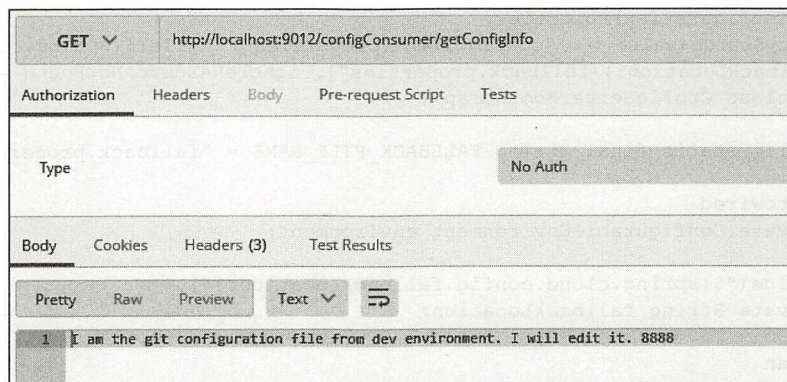 GET http://localhost:9012/configConsumer/getConfigInfo
Authorization Headers Body Pre-request Script Tests
Type No Auth
Body Cookies Headers (3) Test Results
Pretty Raw Preview Text
1 I am the git configuration file from dev environment. I will edit it. 8888